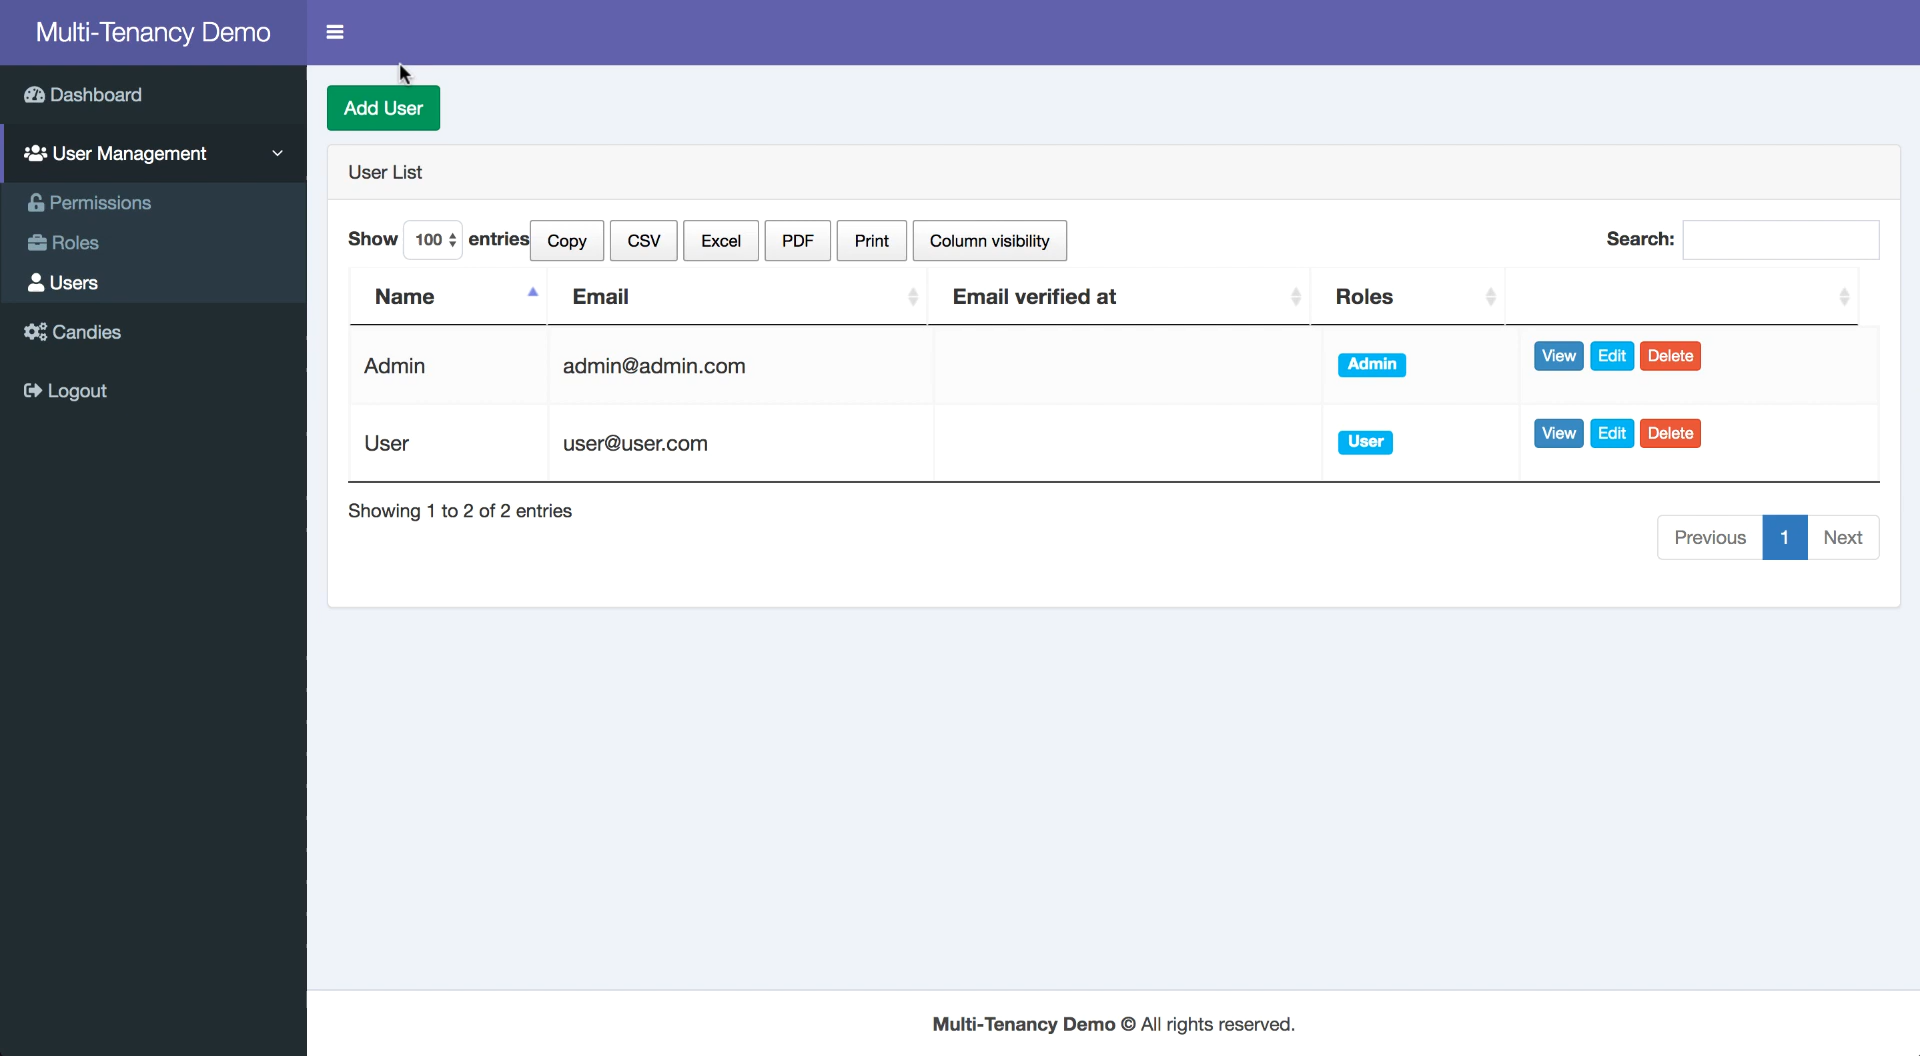 Multi-Tenancy Demo
Dashboard
User Management
Permissions
Roles
Users
Candies
Logout
Add User
User List
Show 100 entries Copy CSV Excel PDF Print Column visibility Search:
Name Email Email verified at Roles
Admin admin@admin.com Admin View Edit Delete
User user@user.com User View Edit Delete
Showing 1 to 2 of 2 entries
Previous 1 Next
Multi-Tenancy Demo © All rights reserved.